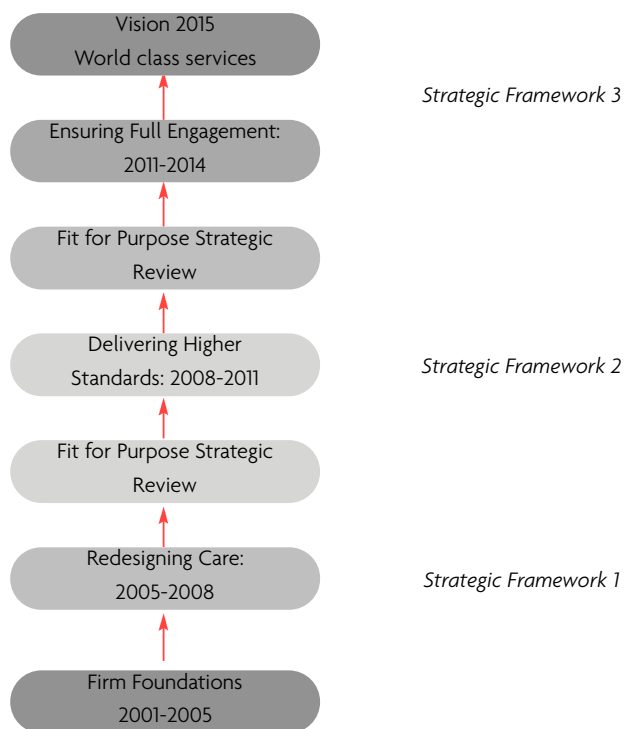 Vision 2015
World class services
Strategic Framework 3
Ensuring Full Engagement:
2011-2014
Fit for Purpose Strategic
Review
Delivering Higher
Standards: 2008-2011
Strategic Framework 2
Fit for Purpose Strategic
Review
Redesigning Care:
2005-2008
Strategic Framework 1
Firm Foundations
2001-2005